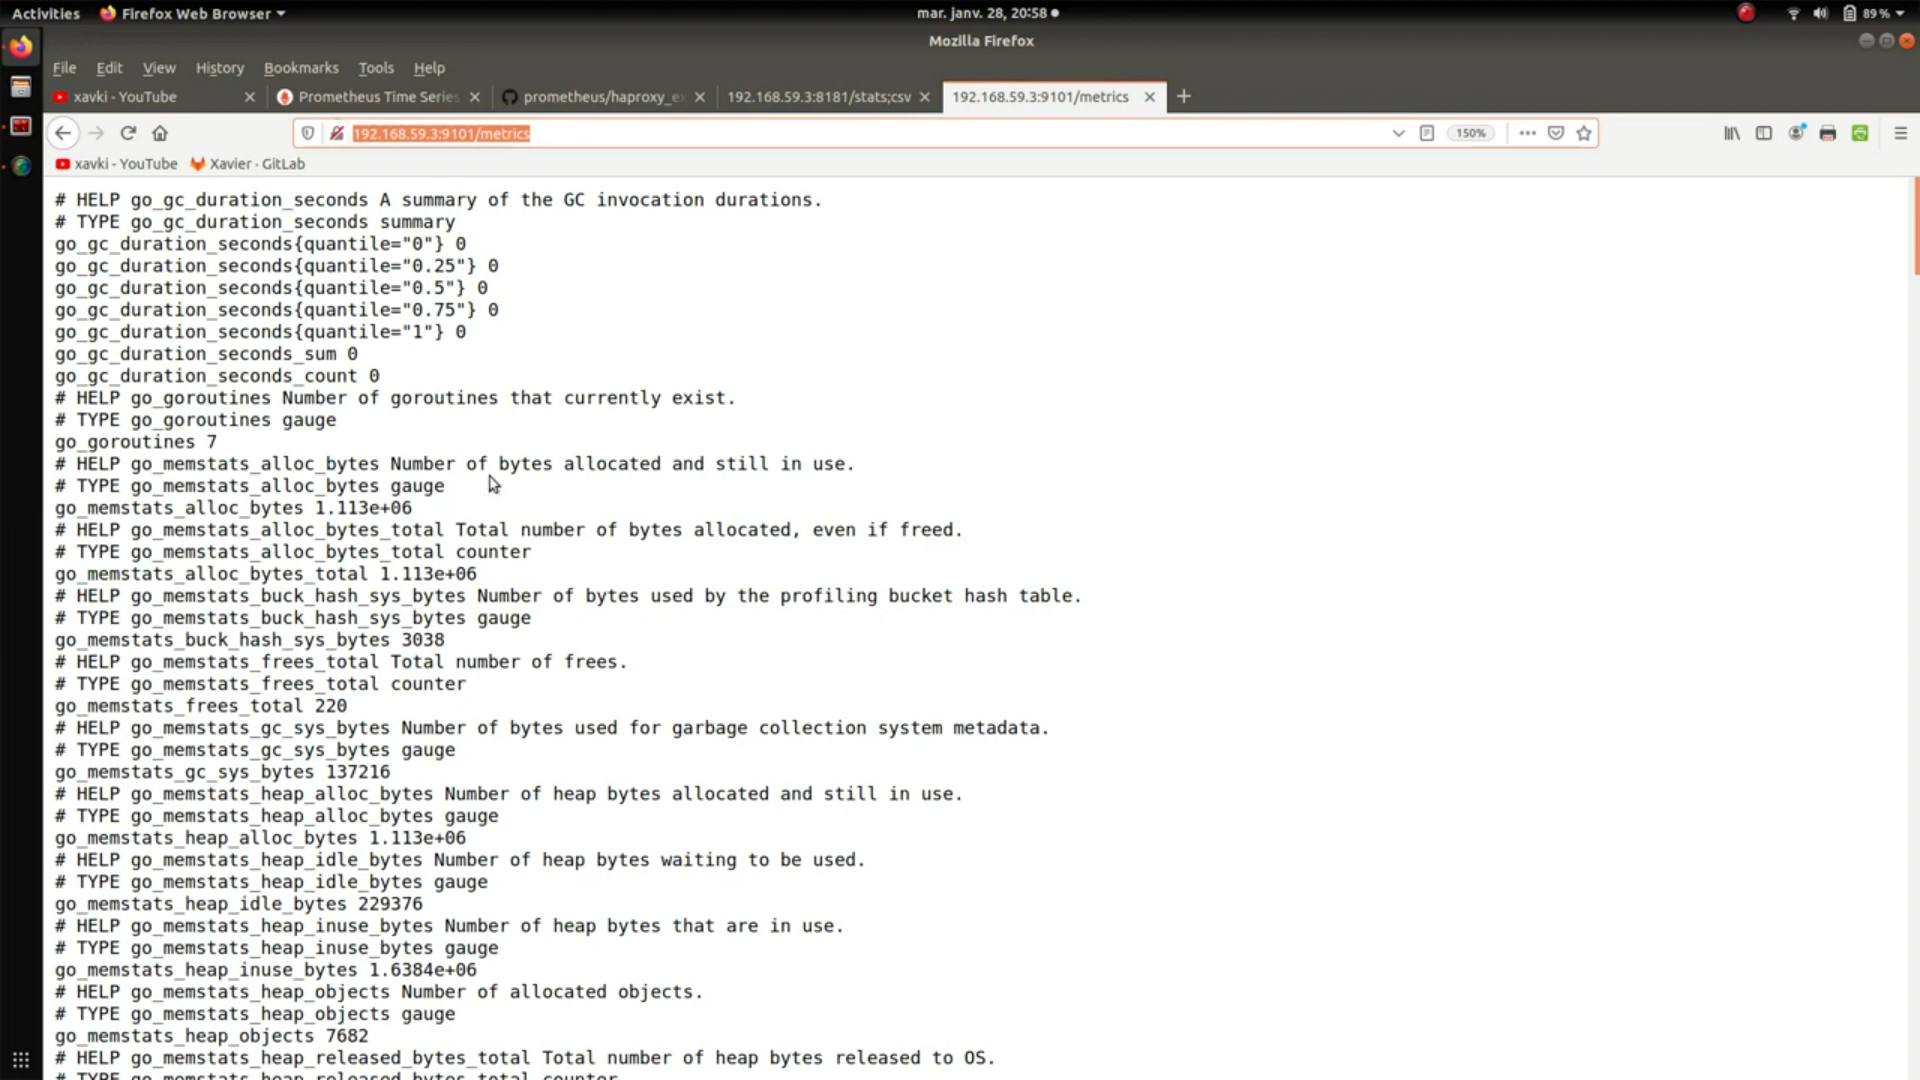 Activities Firefox Web Browser mar. janv. 28, 20:58 89 %
Mozilla Firefox
File Edit View History Bookmarks Tools Help
xavki - YouTube Prometheus Time Series prometheus/haproxy_e 192.168.59.3:8181/stats;csv 192.168.59.3:9101/metrics
192.168.59.3:9101/metrics 150%
xavki - YouTube Xavier · GitLab
# HELP go_gc_duration_seconds A summary of the GC invocation durations.
# TYPE go_gc_duration_seconds summary
go_gc_duration_seconds{quantile="0"} 0
go_gc_duration_seconds{quantile="0.25"} 0
go_gc_duration_seconds{quantile="0.5"} 0
go_gc_duration_seconds{quantile="0.75"} 0
go_gc_duration_seconds{quantile="1"} 0
go_gc_duration_seconds_sum 0
go_gc_duration_seconds_count 0
# HELP go_goroutines Number of goroutines that currently exist.
# TYPE go_goroutines gauge
go_goroutines 7
# HELP go_memstats_alloc_bytes Number of bytes allocated and still in use.
# TYPE go_memstats_alloc_bytes gauge
go_memstats_alloc_bytes 1.113e+06
# HELP go_memstats_alloc_bytes_total Total number of bytes allocated, even if freed.
# TYPE go_memstats_alloc_bytes_total counter
go_memstats_alloc_bytes_total 1.113e+06
# HELP go_memstats_buck_hash_sys_bytes Number of bytes used by the profiling bucket hash table.
# TYPE go_memstats_buck_hash_sys_bytes gauge
go_memstats_buck_hash_sys_bytes 3038
# HELP go_memstats_frees_total Total number of frees.
# TYPE go_memstats_frees_total counter
go_memstats_frees_total 220
# HELP go_memstats_gc_sys_bytes Number of bytes used for garbage collection system metadata.
# TYPE go_memstats_gc_sys_bytes gauge
go_memstats_gc_sys_bytes 137216
# HELP go_memstats_heap_alloc_bytes Number of heap bytes allocated and still in use.
# TYPE go_memstats_heap_alloc_bytes gauge
go_memstats_heap_alloc_bytes 1.113e+06
# HELP go_memstats_heap_idle_bytes Number of heap bytes waiting to be used.
# TYPE go_memstats_heap_idle_bytes gauge
go_memstats_heap_idle_bytes 229376
# HELP go_memstats_heap_inuse_bytes Number of heap bytes that are in use.
# TYPE go_memstats_heap_inuse_bytes gauge
go_memstats_heap_inuse_bytes 1.6384e+06
# HELP go_memstats_heap_objects Number of allocated objects.
# TYPE go_memstats_heap_objects gauge
go_memstats_heap_objects 7682
# HELP go_memstats_heap_released_bytes_total Total number of heap bytes released to OS.
# TYPE go_memstats_heap_released_bytes_total counter